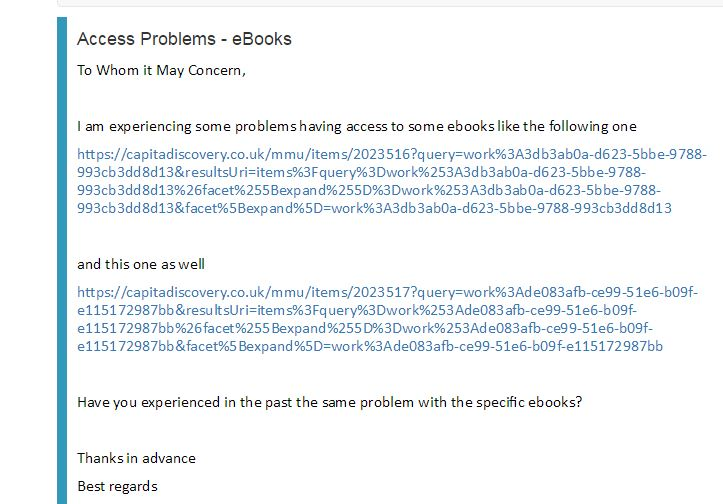 Access Problems - eBooks
To Whom it May Concern,
I am experiencing some problems having access to some ebooks like the following one
https://capitadiscovery.co.uk/mmu/items/2023516?query=work%3A3db3ab0a-d623-5bbe-9788-
993cb3dd8d13&resultsUri=items%3Fquery%3Dwork%253A3db3ab0a-d623-5bbe-9788-
993cb3dd8d13%26facet%255Bexpand%255D%3Dwork%253A3db3ab0a-d623-5bbe-9788-
993cb3dd8d13&facet%5Bexpand%5D=work%3A3db3ab0a-d623-5bbe-9788-993cb3dd8d13
and this one as well
https://capitadiscovery.co.uk/mmu/items/2023517?query=work%3Ade083afb-ce99-51e6-b09f-
e115172987bb&resultsUri=items%3Fquery%3Dwork%253Ade083afb-ce99-51e6-b09f-
e115172987bb%26facet%255Bexpand%255D%3Dwork%253Ade083afb-ce99-51e6-b09f-
e115172987bb&facet%5Bexpand%5D=work%3Ade083afb-ce99-51e6-b09f-e115172987bb
Have you experienced in the past the same problem with the specific ebooks?
Thanks in advance
Best regards